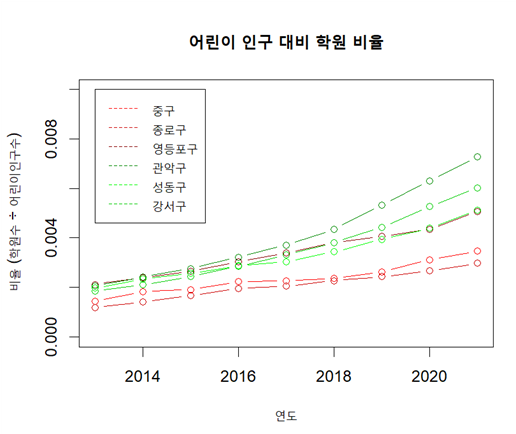 어린이 인구 대비 학원 비율
비율 (학원수 ÷ 어린이인구수)
0.008
0.004
0.000
중구
종로구
영등포구
관악구
성동구
강서구
2014 2016 2018 2020
연도